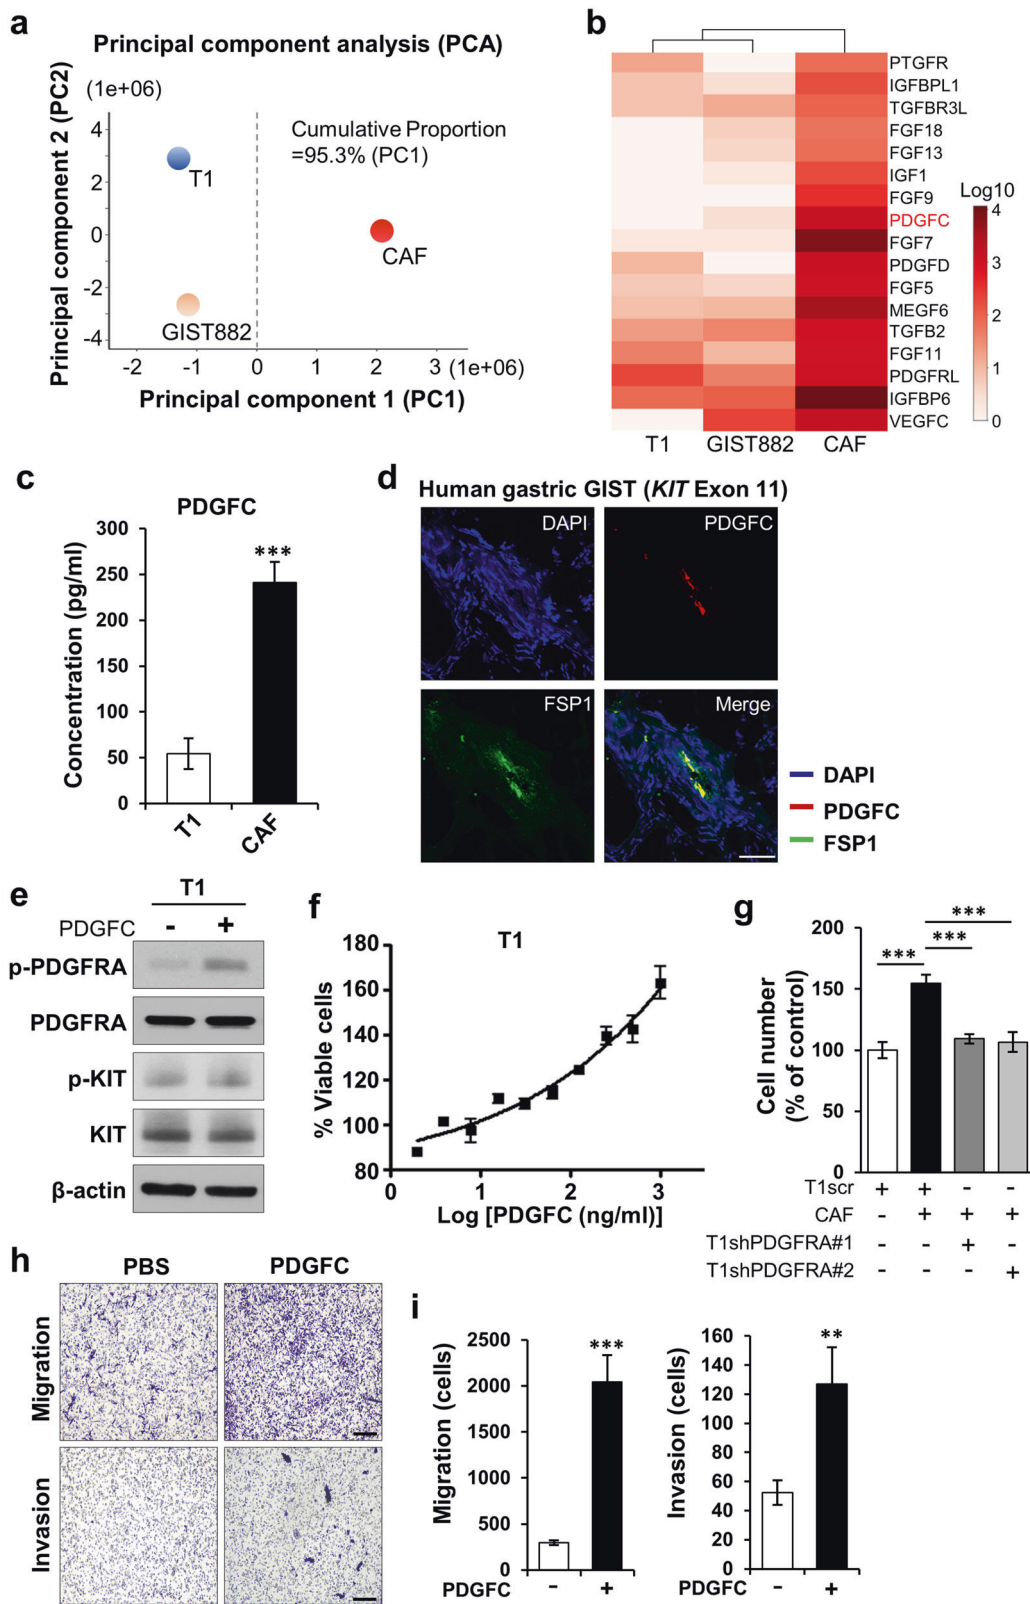 a
Principal component analysis (PCA)
(1e+06)
Principal component 2 (PC2)
4
2
0
-2
-4
Cumulative Proportion
=95.3% (PC1)
T1
CAF
GIST882
-2 -1 0 1 2 3 (1e+06)
Principal component 1 (PC1)
b
PTGFR
IGFBPL1
TGFBR3L
FGF18
FGF13
IGF1
FGF9
PDGFC
FGF7
PDGFD
FGF5
MEGF6
TGFB2
FGF11
PDGFRL
IGFBP6
VEGFC
T1 GIST882 CAF
Log10
4
3
2
1
0
c
PDGFC
Concentration (pg/ml)
300
250
200
150
100
50
0
***
T1 CAF
d
Human gastric GIST (KIT Exon 11)
DAPI PDGFC
FSP1 Merge
DAPI
PDGFC
FSP1
e
T1
PDGFC - +
p-PDGFRA
PDGFRA
p-KIT
KIT
β-actin
f
T1
% Viable cells
180
160
140
120
100
80
0 1 2 3
Log [PDGFC (ng/ml)]
g
Cell number
(% of control)
200
150
100
50
0
***
***
***
T1scr + + - -
CAF - + + +
T1shPDGFRA#1 - - + -
T1shPDGFRA#2 - - - +
h
PBS PDGFC
Migration
Invasion
i
Migration (cells)
2500
2000
1500
1000
500
0
***
PDGFC - +
Invasion (cells)
160
140
120
100
80
60
40
20
0
**
PDGFC - +